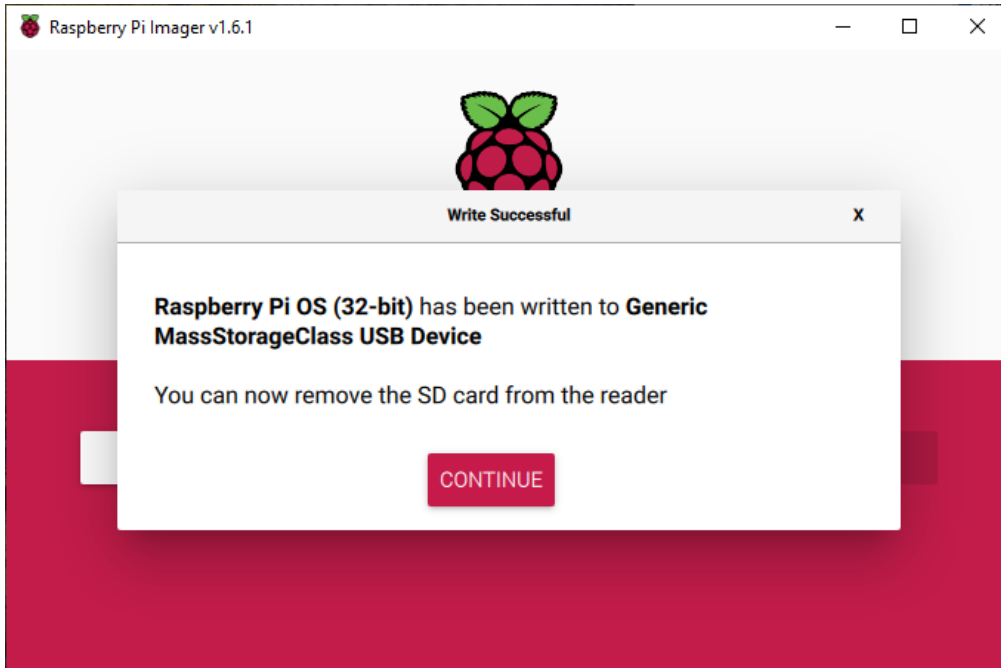 Raspberry Pi Imager v1.6.1
Write Successful
X
Raspberry Pi OS (32-bit) has been written to Generic
MassStorageClass USB Device
You can now remove the SD card from the reader
CONTINUE